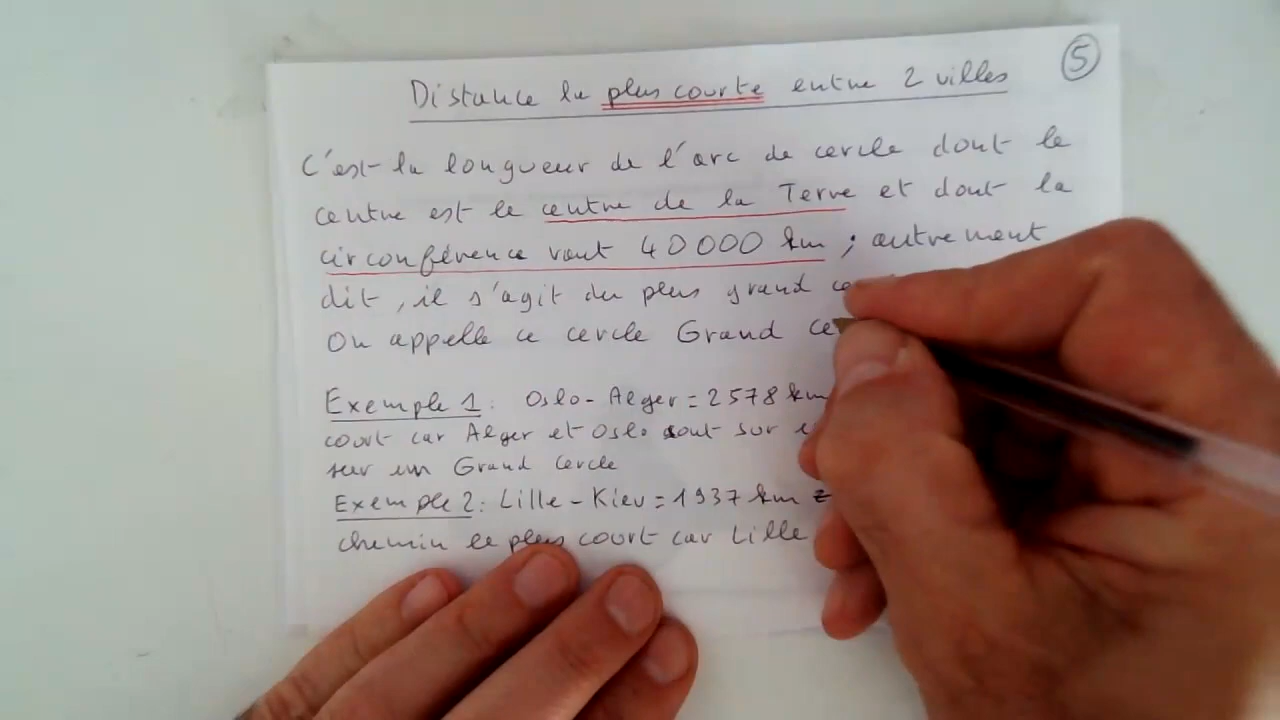 5
Distance la plus courte entre 2 villes
C'est la longueur de l'arc de cercle dont le
centre est le centre de la Terre et dont la
circonférence vaut 40 000 km ; autrement
dit, il s'agit du plus grand
On appelle ce cercle Grand ce
Exemple 1 : Oslo - Alger = 2578 km
court car Alger et Oslo sont sur
sur un Grand Cercle
Exemple 2 : Lille - Kiev = 1937 km
chemin le plus court car Lille